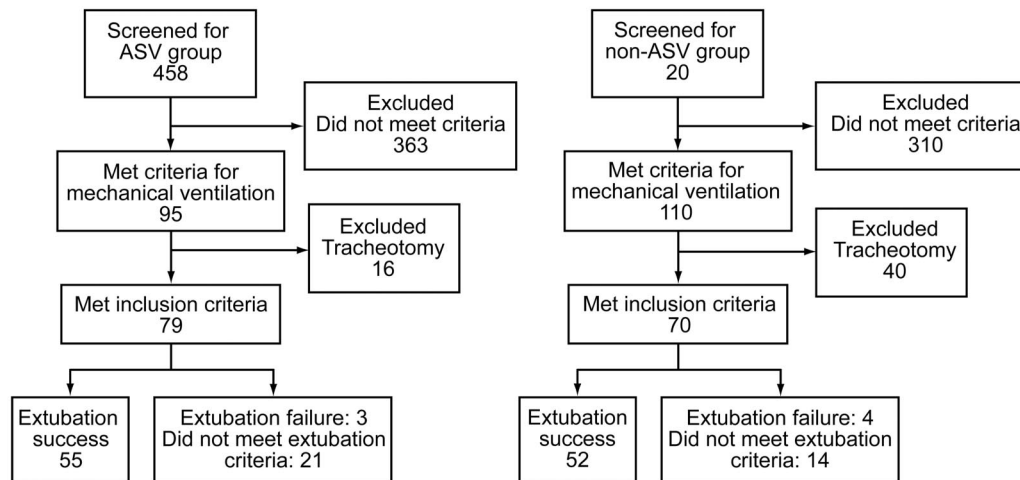 Screened for
ASV group
458
Excluded
Did not meet criteria
363
Met criteria for
mechanical ventilation
95
Excluded
Tracheotomy
16
Met inclusion criteria
79
Extubation
success
55
Extubation failure: 3
Did not meet extubation
criteria: 21
Screened for
non-ASV group
20
Excluded
Did not meet criteria
310
Met criteria for
mechanical ventilation
110
Excluded
Tracheotomy
40
Met inclusion criteria
70
Extubation
success
52
Extubation failure: 4
Did not meet extubation
criteria: 14